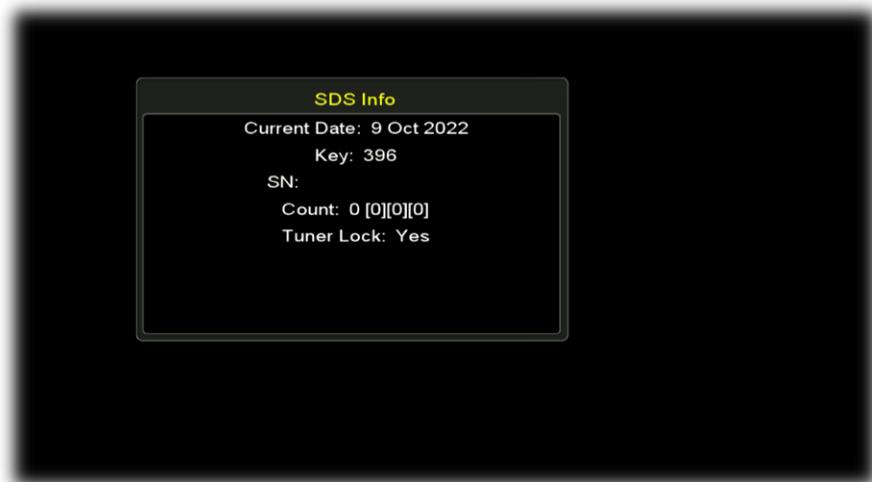 SDS Info
Current Date: 9 Oct 2022
Key: 396
SN:
Count: 0 [0][0][0]
Tuner Lock: Yes